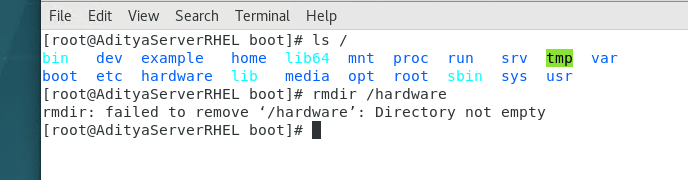 File Edit View Search Terminal Help
[root@AdityaServerRHEL boot]# ls /
bin dev example home lib64 mnt proc run srv tmp var
boot etc hardware lib media opt root sbin sys usr
[root@AdityaServerRHEL boot]# rmdir /hardware
rmdir: failed to remove ‘/hardware’: Directory not empty
[root@AdityaServerRHEL boot]#